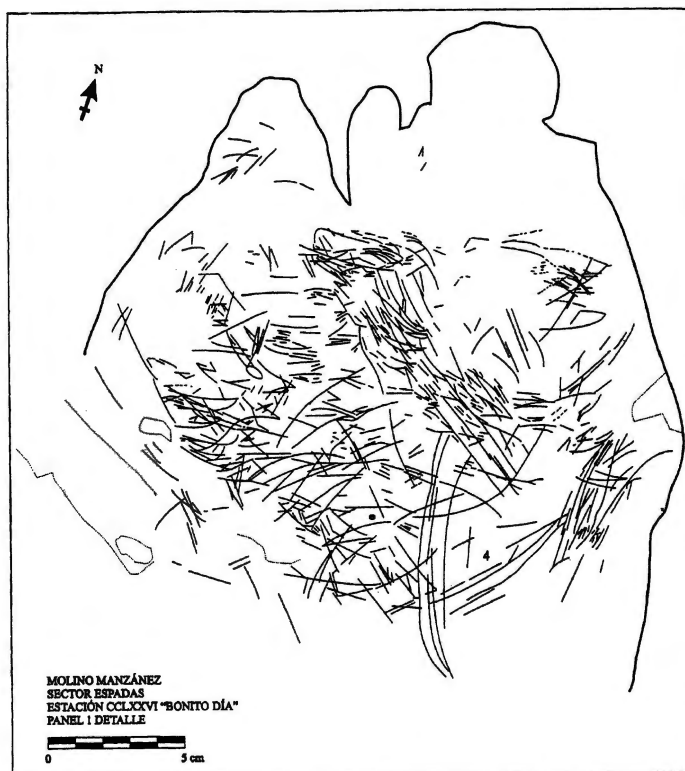 N
4
MOLINO MANZÁNEZ
SECTOR ESPADAS
ESTACIÓN CCLXXVI “BONITO DÍA”
PANEL 1 DETALLE
0 5 cm